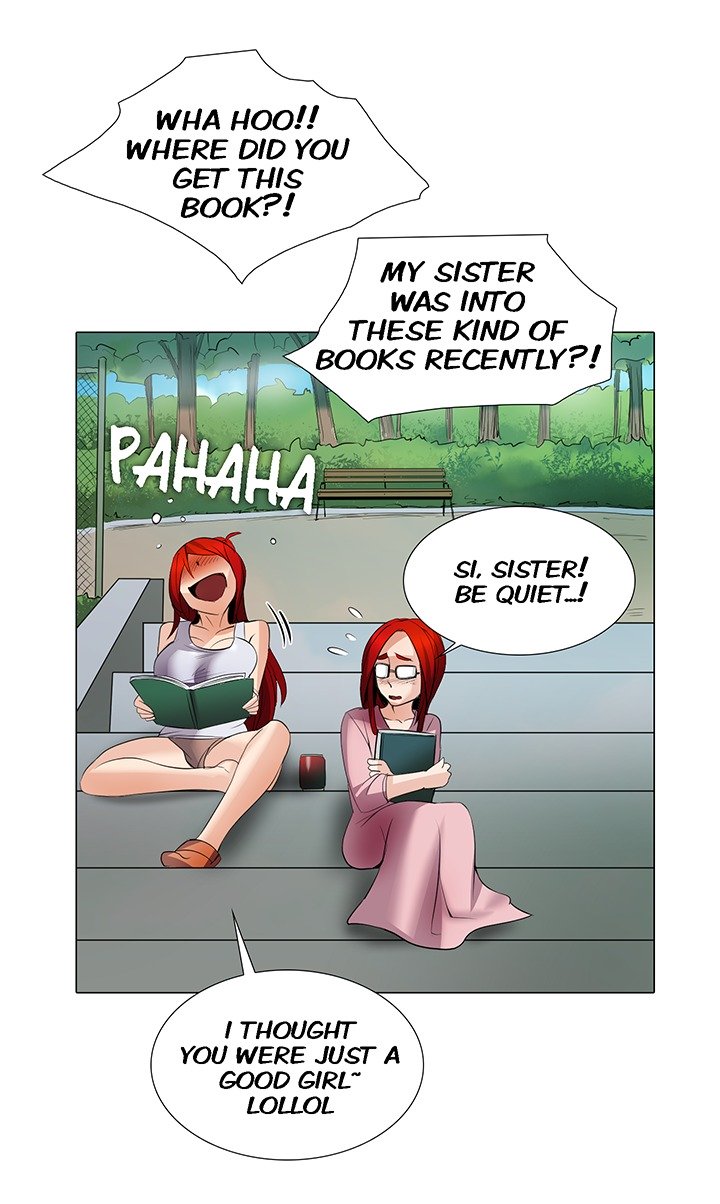 WHA HOO!!
WHERE DID YOU
GET THIS
BOOK?!
MY SISTER
WAS INTO
THESE KIND OF
BOOKS RECENTLY?!
PAHAHA
SI, SISTER!
BE QUIET...!
I THOUGHT
YOU WERE JUST A
GOOD GIRL~
LOLLOL